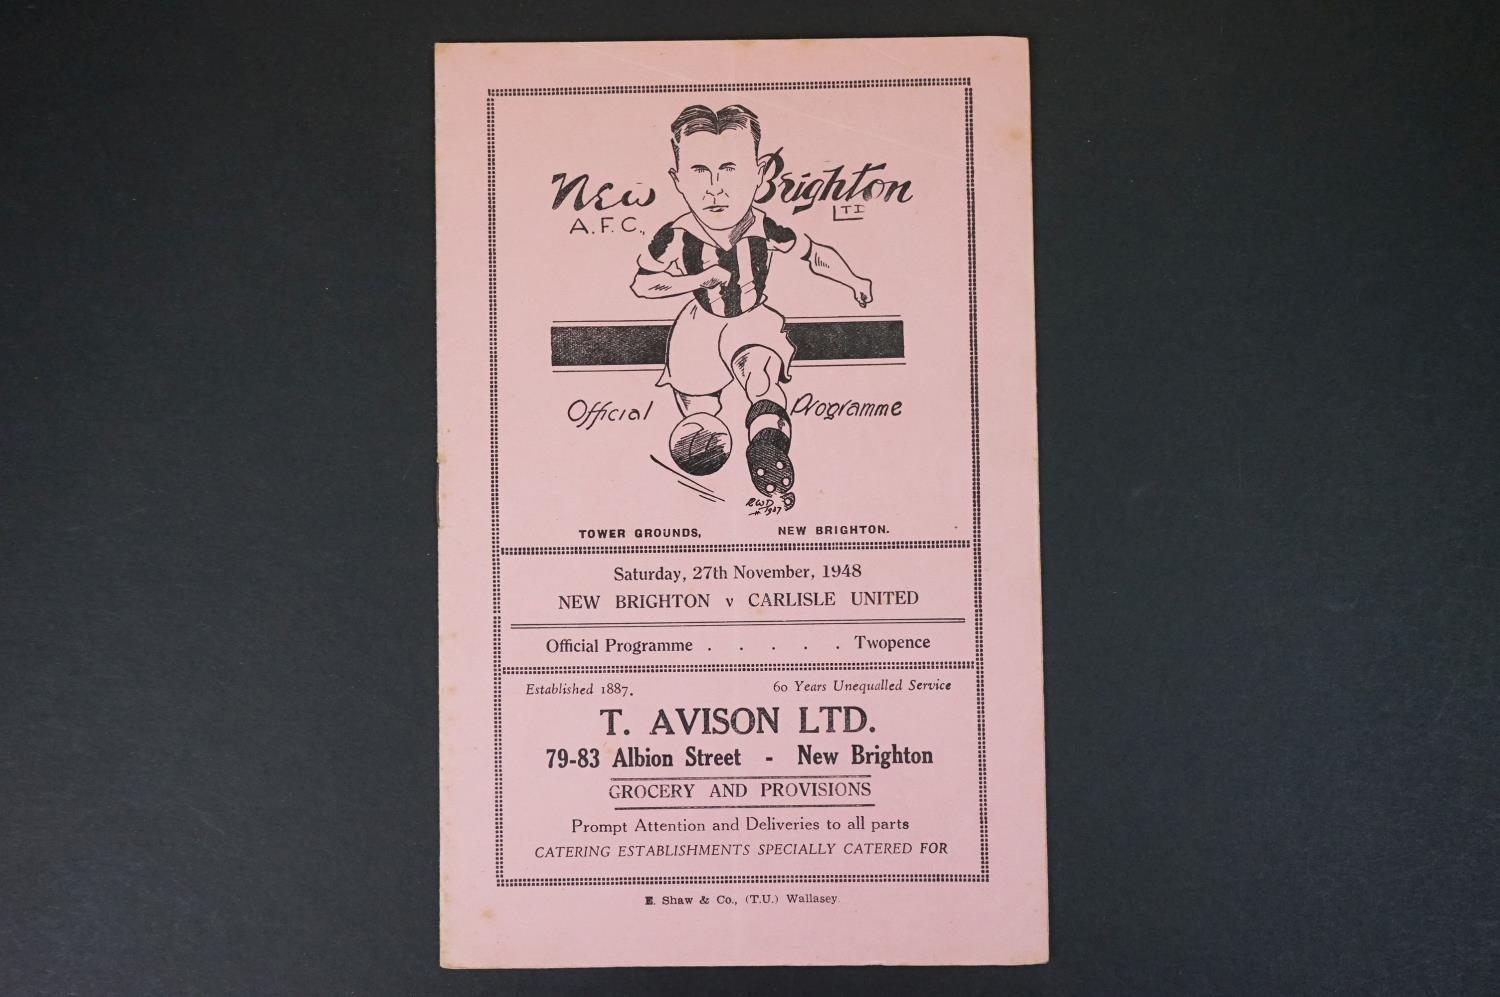 New Brighton
A.F.C., LTD
Official Programme
RWD
1937
TOWER GROUNDS, NEW BRIGHTON.
Saturday, 27th November, 1948
NEW BRIGHTON v CARLISLE UNITED
Official Programme . . . . . Twopence
Established 1887. 60 Years Unequalled Service
T. AVISON LTD.
79-83 Albion Street - New Brighton
GROCERY AND PROVISIONS
Prompt Attention and Deliveries to all parts
CATERING ESTABLISHMENTS SPECIALLY CATERED FOR
E. Shaw & Co., (T.U.) Wallasey.